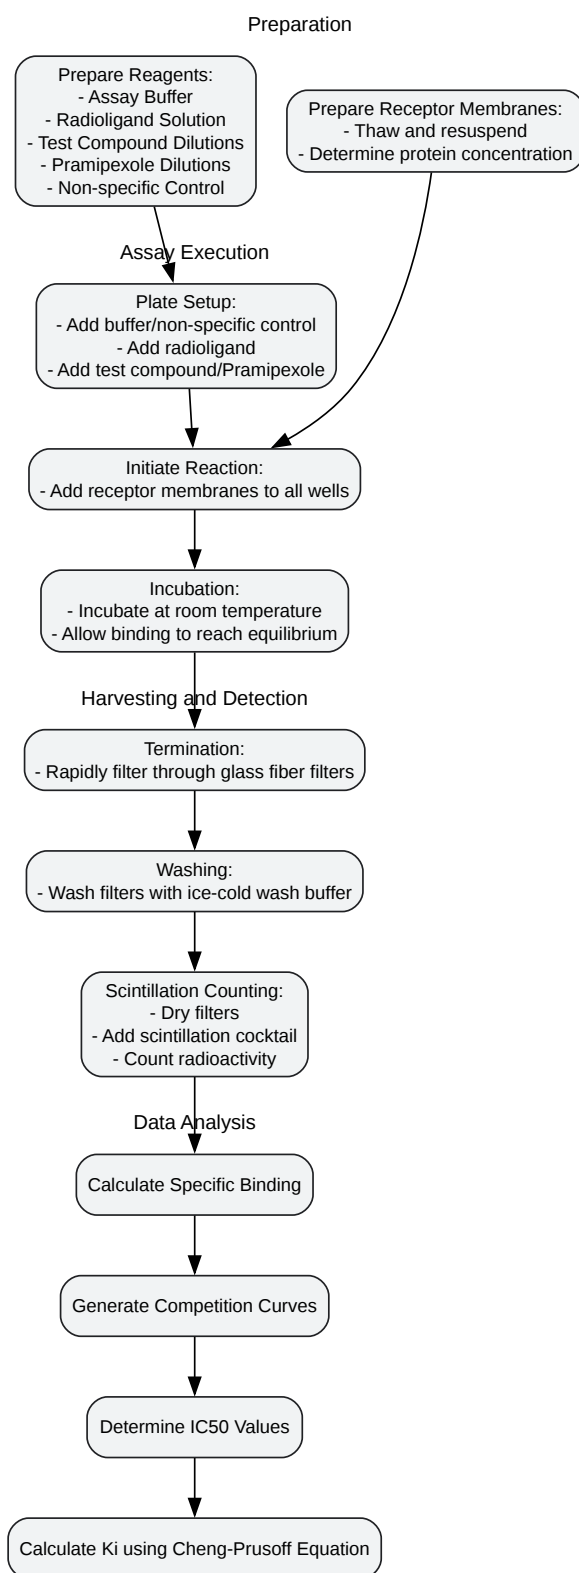 Preparation
Prepare Reagents:
- Assay Buffer
- Radioligand Solution
- Test Compound Dilutions
- Pramipexole Dilutions
- Non-specific Control
Prepare Receptor Membranes:
- Thaw and resuspend
- Determine protein concentration
Assay Execution
Plate Setup:
- Add buffer/non-specific control
- Add radioligand
- Add test compound/Pramipexole
Initiate Reaction:
- Add receptor membranes to all wells
Incubation:
- Incubate at room temperature
- Allow binding to reach equilibrium
Harvesting and Detection
Termination:
- Rapidly filter through glass fiber filters
Washing:
- Wash filters with ice-cold wash buffer
Scintillation Counting:
- Dry filters
- Add scintillation cocktail
- Count radioactivity
Data Analysis
Calculate Specific Binding
Generate Competition Curves
Determine IC50 Values
Calculate Ki using Cheng-Prusoff Equation